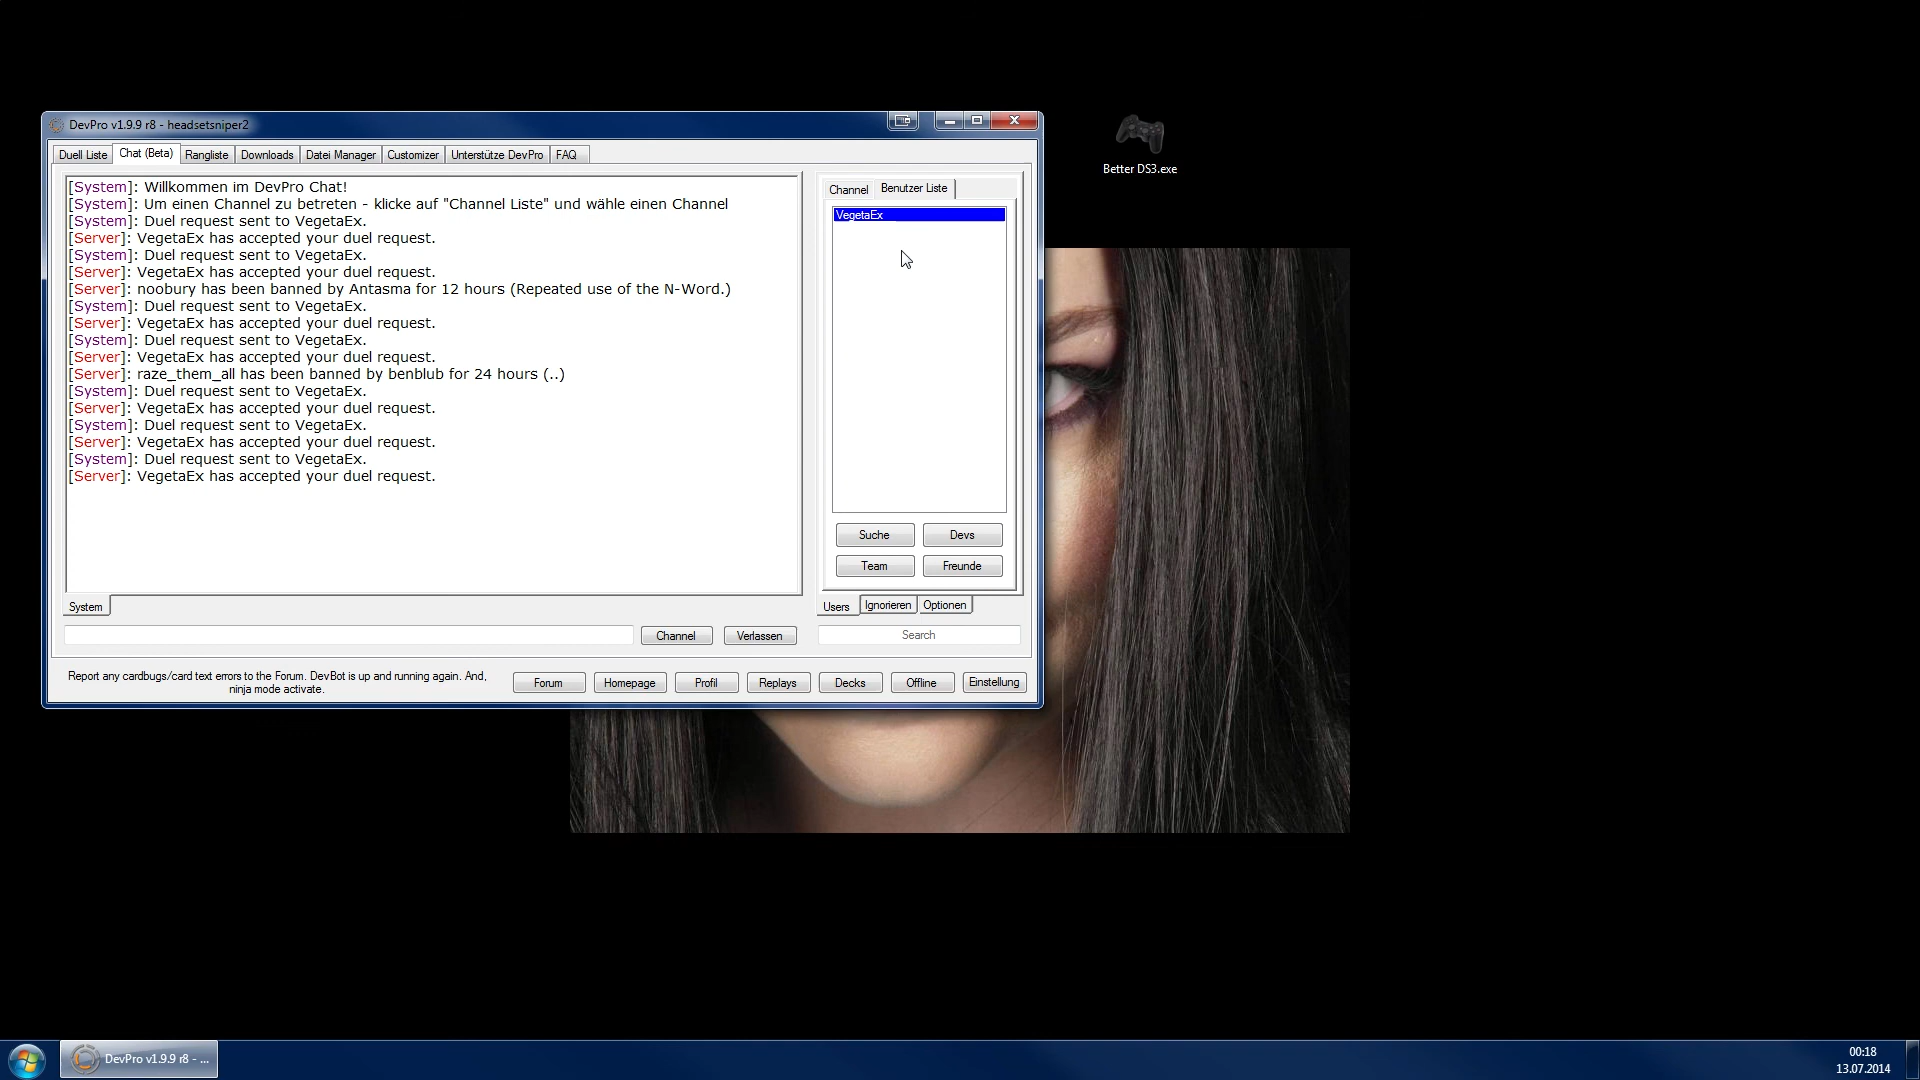 DevPro v1.9.9 r8 - headsetsniper2
Duell Liste Chat (Beta) Rangliste Downloads Datei Manager Customizer Unterstütze DevPro FAQ
[System]: Willkommen im DevPro Chat!
[System]: Um einen Channel zu betreten - klicke auf "Channel Liste" und wähle einen Channel
[System]: Duel request sent to VegetaEx.
[Server]: VegetaEx has accepted your duel request.
[System]: Duel request sent to VegetaEx.
[Server]: VegetaEx has accepted your duel request.
[Server]: noobury has been banned by Antasma for 12 hours (Repeated use of the N-Word.)
[System]: Duel request sent to VegetaEx.
[Server]: VegetaEx has accepted your duel request.
[System]: Duel request sent to VegetaEx.
[Server]: VegetaEx has accepted your duel request.
[Server]: raze_them_all has been banned by benblub for 24 hours (..)
[System]: Duel request sent to VegetaEx.
[Server]: VegetaEx has accepted your duel request.
[System]: Duel request sent to VegetaEx.
[Server]: VegetaEx has accepted your duel request.
[System]: Duel request sent to VegetaEx.
[Server]: VegetaEx has accepted your duel request.
System
Channel Verlassen
Channel Benutzer Liste
VegetaEx
Suche Devs
Team Freunde
Users Ignorieren Optionen
Search
Report any cardbugs/card text errors to the Forum. DevBot is up and running again. And,
ninja mode activate.
Forum Homepage Profil Replays Decks Offline Einstellung
Better DS3.exe
DevPro v1.9.9 r8 - ...
00:18
13.07.2014